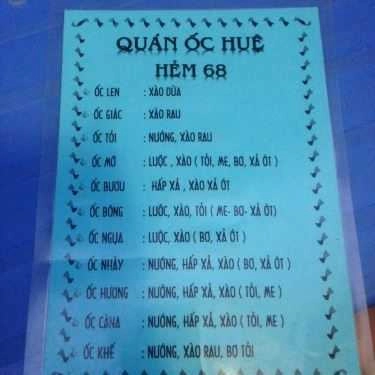 QUÁN ỐC HUÊ
HẺM 68
ỐC LEN : XÀO DỪA
ỐC GIÁC : XÀO RAU
ỐC TỎI : NƯỚNG, XÀO RAU
ỐC MỠ : LUỘC , XÀO ( TỎI, ME, BƠ, XẢ ỚT )
ỐC BƯƠU : HẤP XẢ , XÀO XẢ ỚT
ỐC BÔNG : LUỘC, XÀO, TỎI ( ME- BƠ- XẢ ỚT)
ỐC NGỰA : LUỘC, XÀO ( BƠ, XẢ ỚT )
ỐC NHẢY : NƯỚNG, HẤP XẢ, XÀO ( BƠ, XẢ ỚT )
ỐC HƯƠNG : NƯỚNG, HẤP XẢ, XÀO ( TỎI, ME )
ỐC CÀNA : NƯỚNG, HẤP XẢ, XÀO ( TỎI, ME )
ỐC KHẾ : NƯỚNG, XÀO RAU, BƠ TỎI